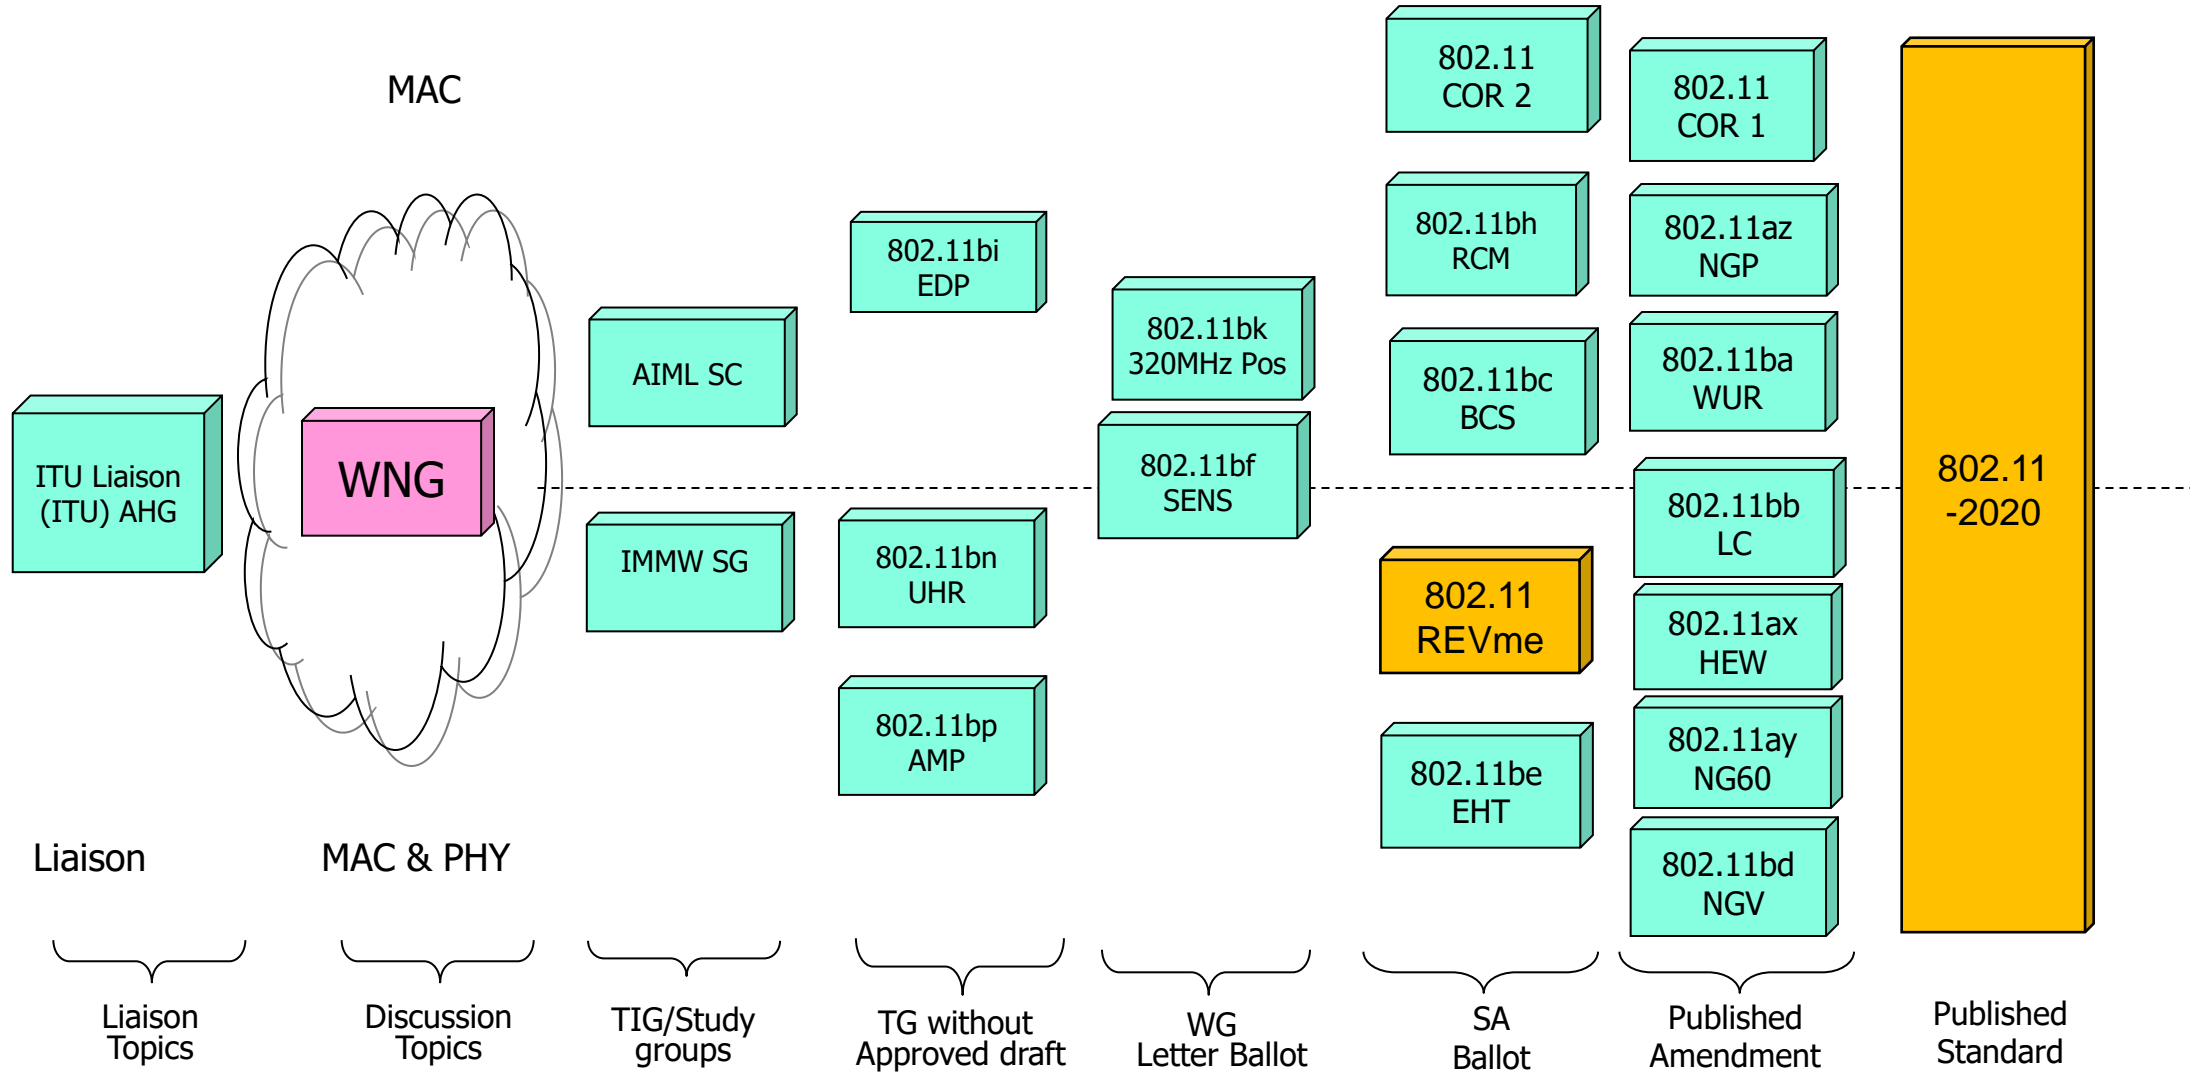 MAC
ITU Liaison
(ITU) AHG
WNG
AIML SC
IMMW SG
802.11bi
EDP
802.11bn
UHR
802.11bp
AMP
802.11bk
320MHz Pos
802.11bf
SENS
802.11
COR 2
802.11bh
RCM
802.11bc
BCS
802.11
REVme
802.11be
EHT
802.11
COR 1
802.11az
NGP
802.11ba
WUR
802.11bb
LC
802.11ax
HEW
802.11ay
NG60
802.11bd
NGV
802.11
-2020
Liaison
MAC & PHY
Liaison
Topics
Discussion
Topics
TIG/Study
groups
TG without
Approved draft
WG
Letter Ballot
SA
Ballot
Published
Amendment
Published
Standard